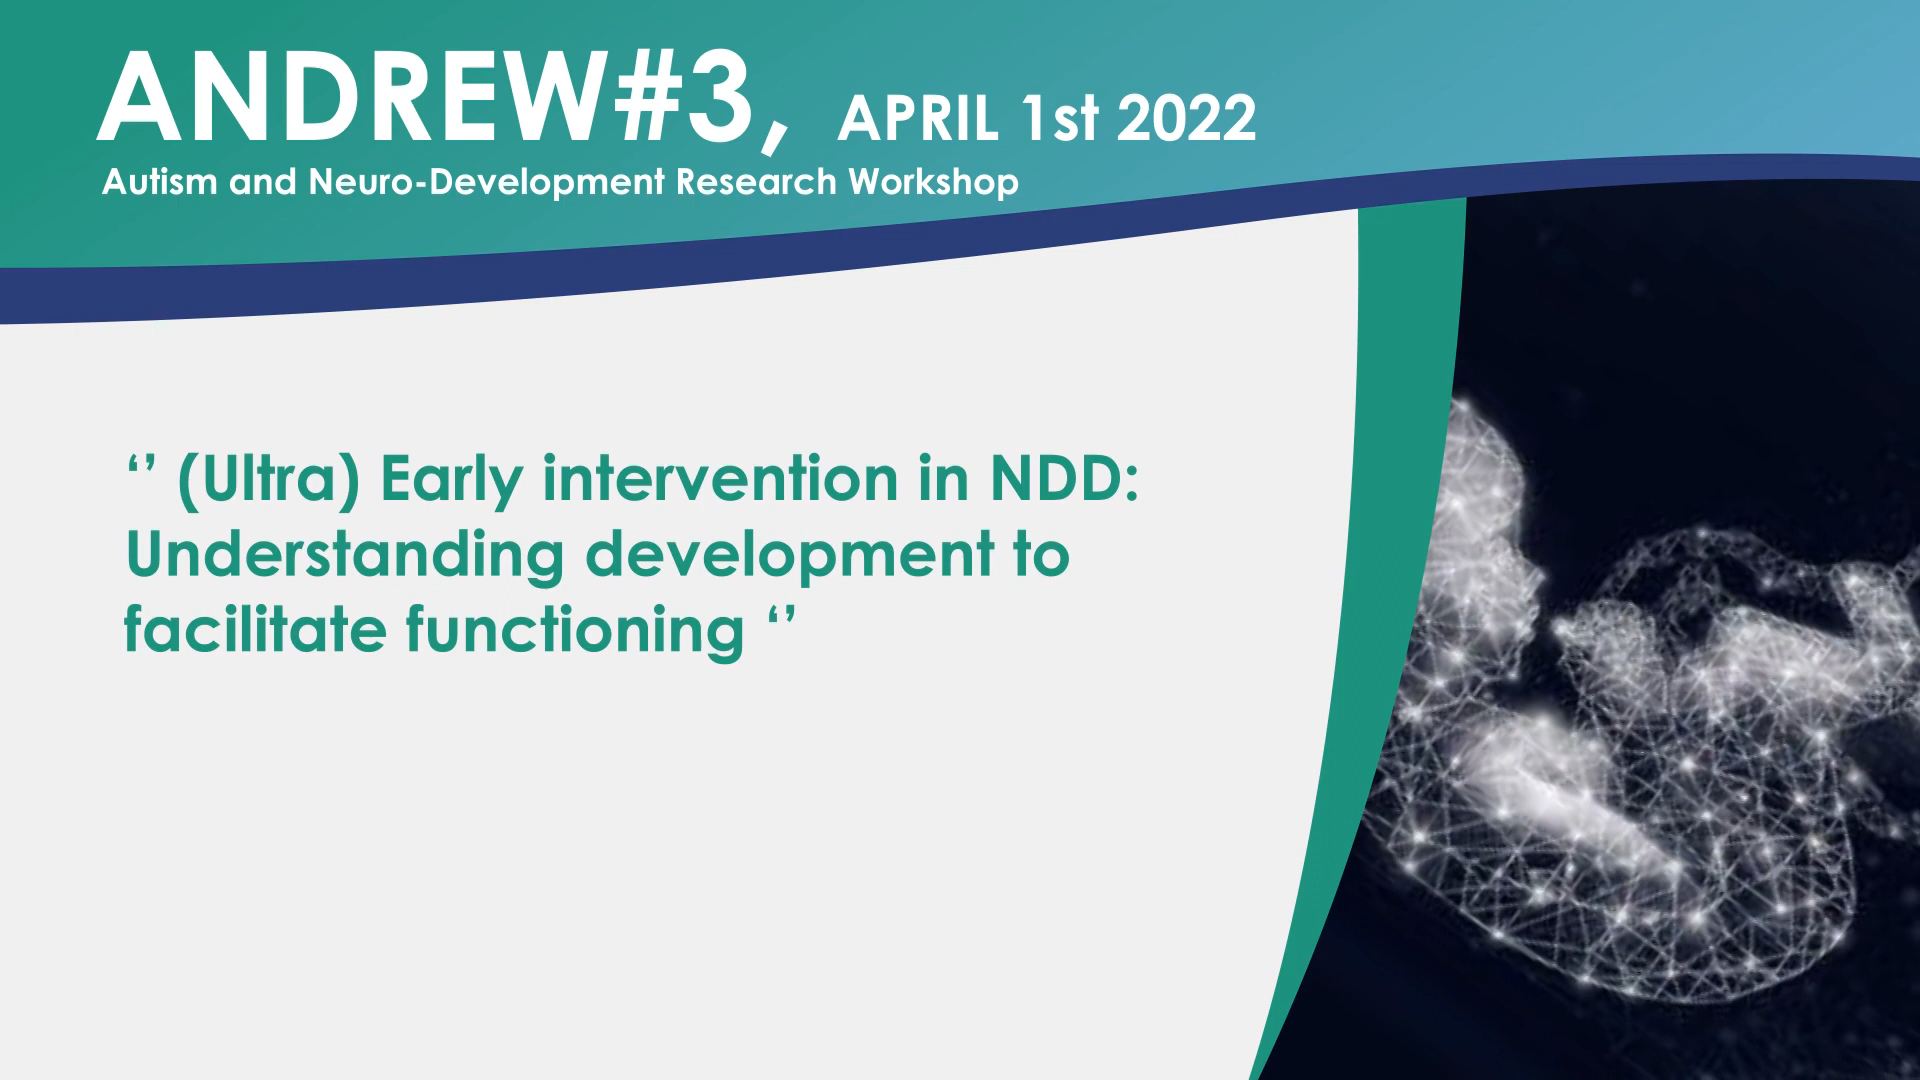 ANDREW#3, APRIL 1st 2022
Autism and Neuro-Development Research Workshop
‘’ (Ultra) Early intervention in NDD:
Understanding development to
facilitate functioning ‘’